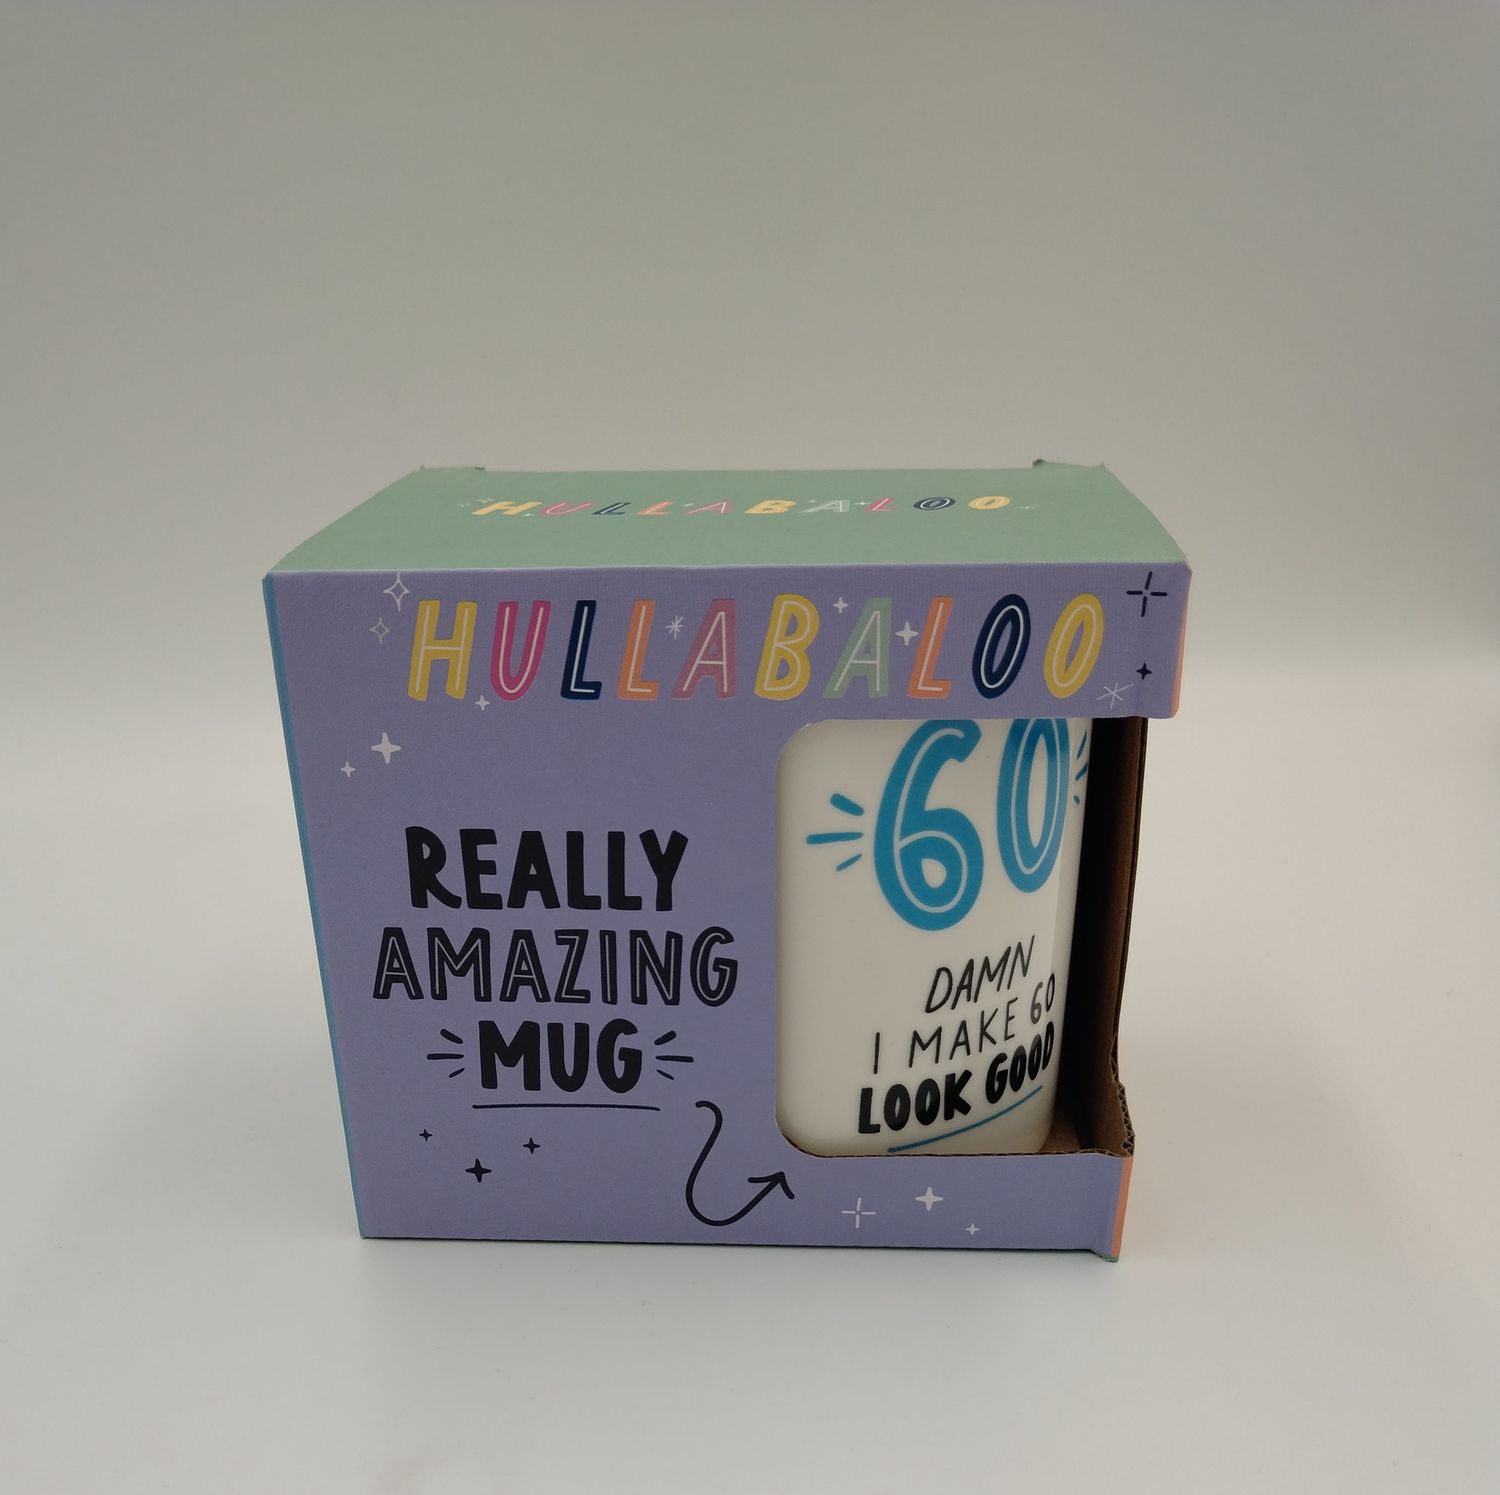 HULLABALOO
HULLABALOO
REALLY
AMAZING
MUG
60
DAMN
I MAKE 60
LOOK GOOD